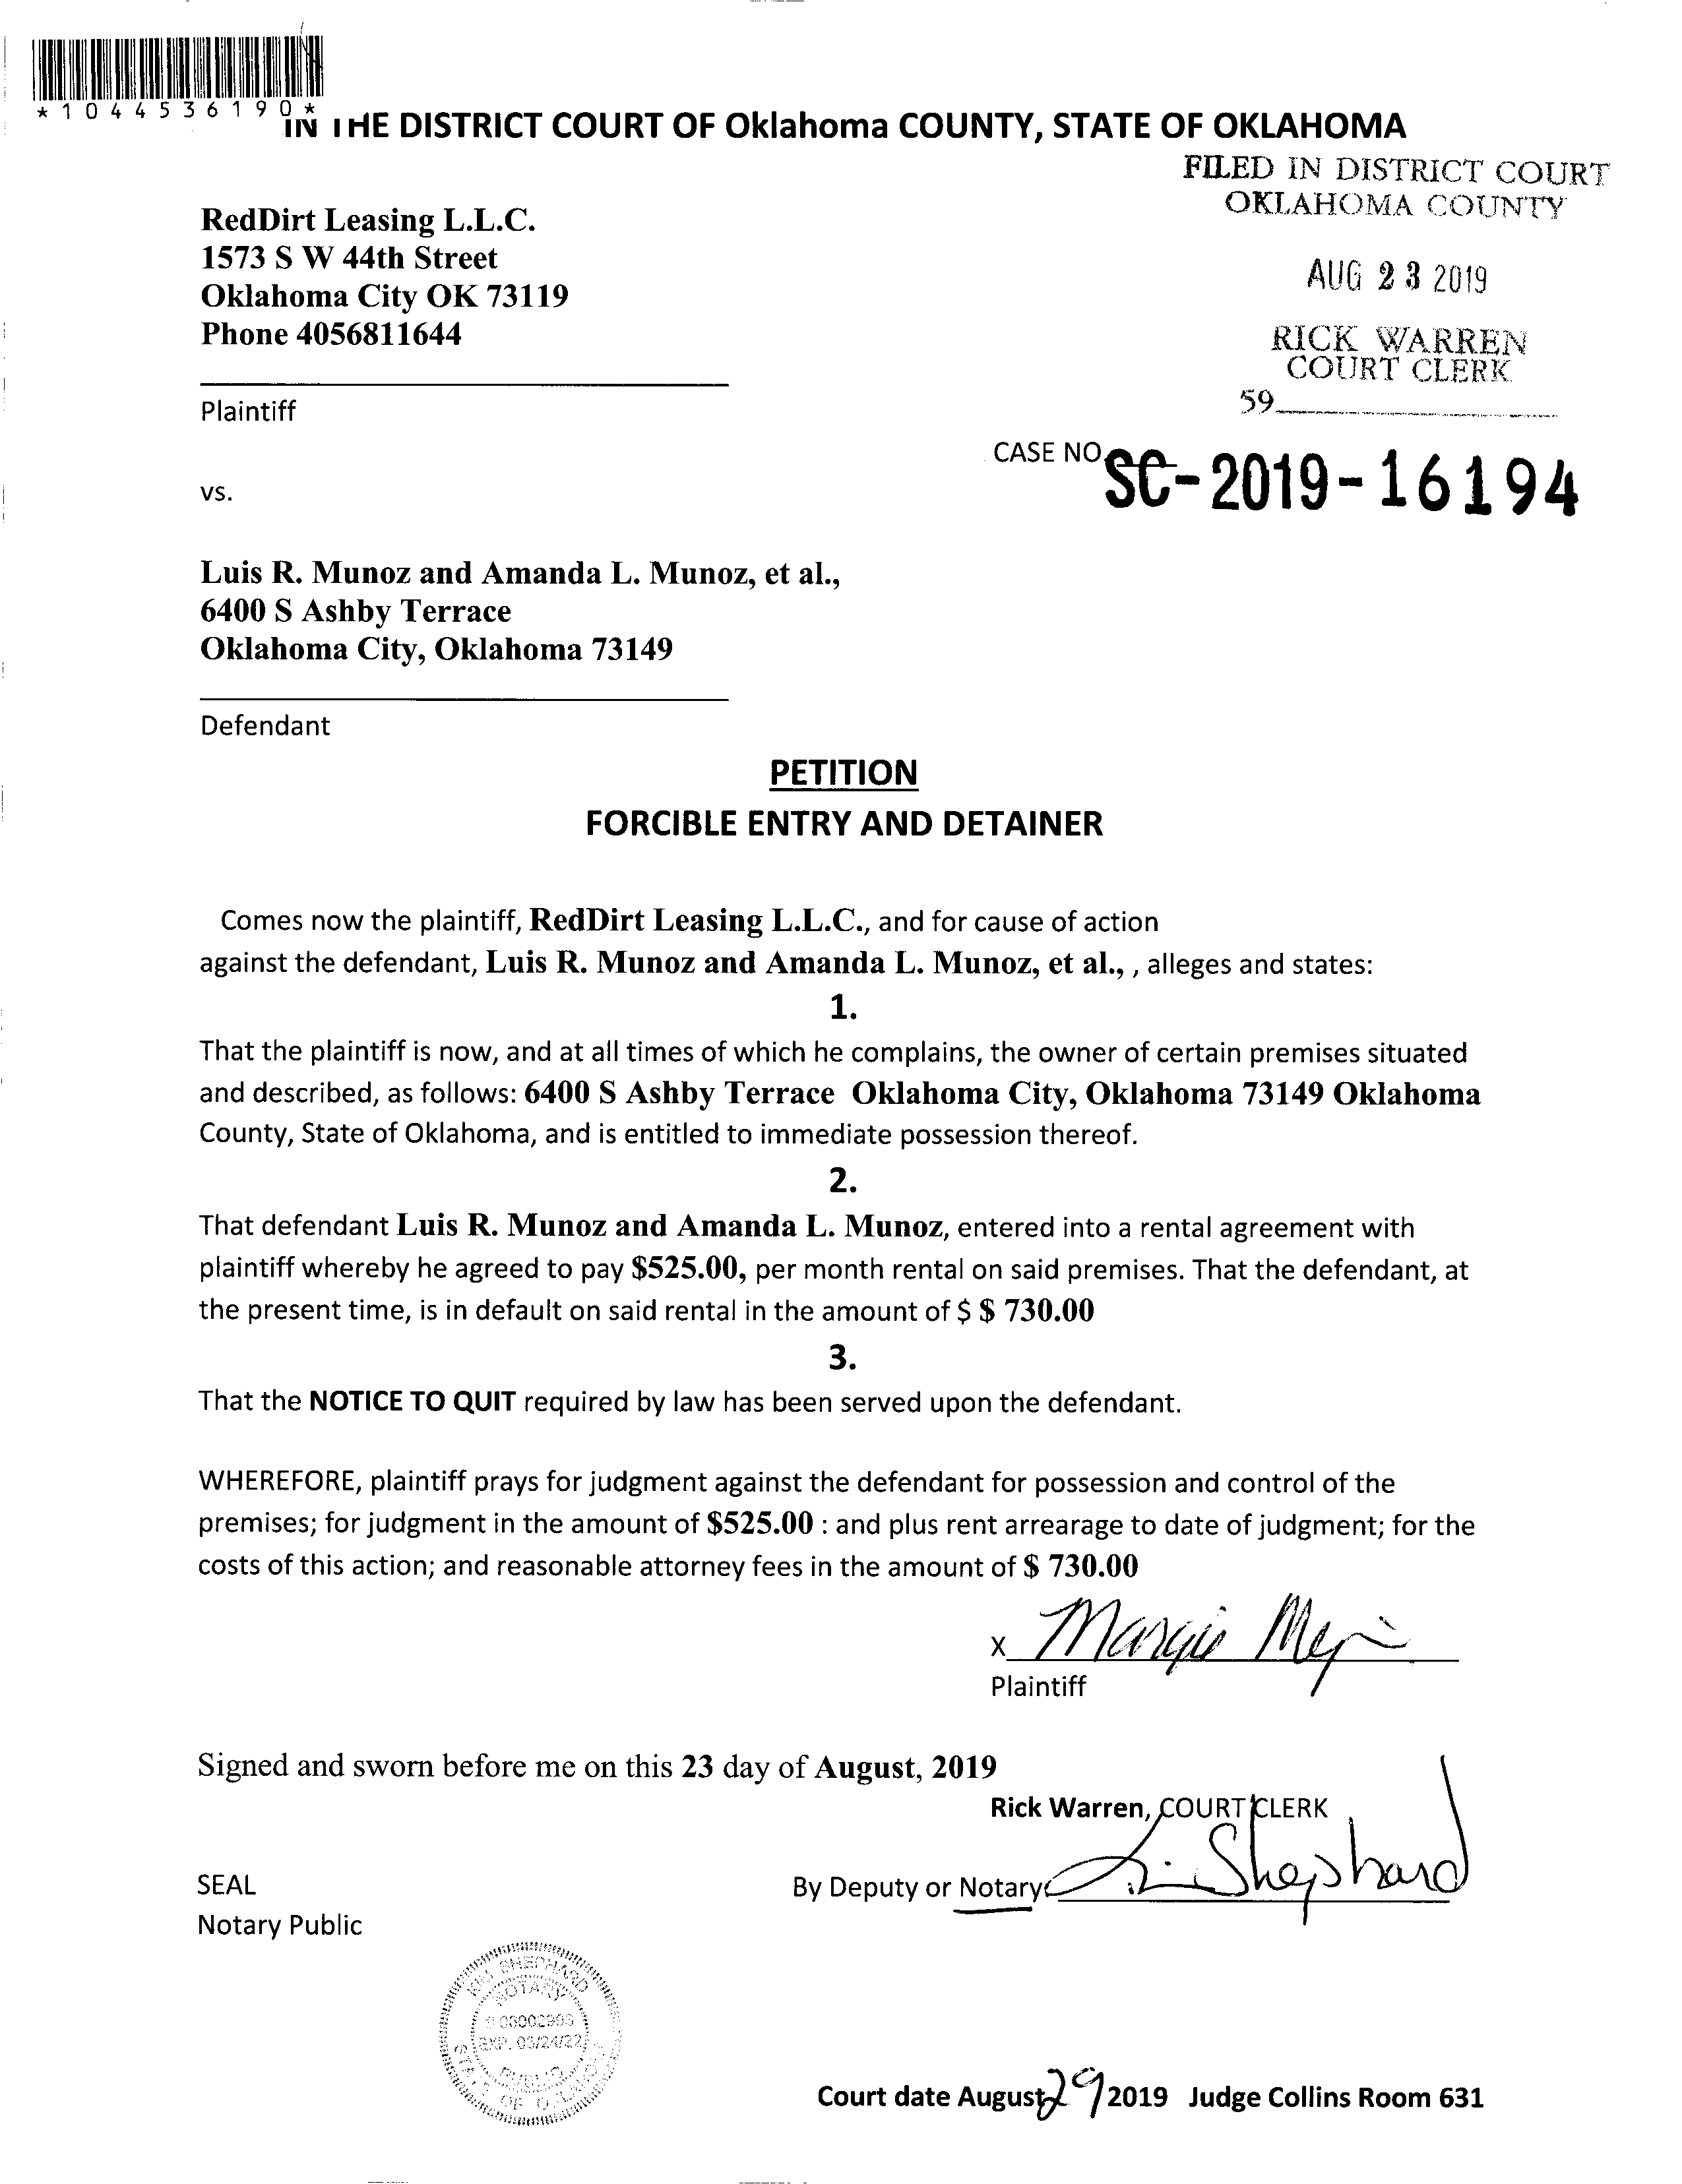 *1044536190*
IN THE DISTRICT COURT OF Oklahoma COUNTY, STATE OF OKLAHOMA
FILED IN DISTRICT COURT
OKLAHOMA COUNTY
RedDirt Leasing L.L.C.
1573 S W 44th Street
Oklahoma City OK 73119
Phone 4056811644
AUG 23 2019
RICK WARREN
COURT CLERK
59
Plaintiff
CASE NO. SC-2019-16194
vs.
Luis R. Munoz and Amanda L. Munoz, et al.,
6400 S Ashby Terrace
Oklahoma City, Oklahoma 73149
Defendant
PETITION
FORCIBLE ENTRY AND DETAINER
Comes now the plaintiff, RedDirt Leasing L.L.C., and for cause of action
against the defendant, Luis R. Munoz and Amanda L. Munoz, et al., , alleges and states:
1.
That the plaintiff is now, and at all times of which he complains, the owner of certain premises situated
and described, as follows: 6400 S Ashby Terrace Oklahoma City, Oklahoma 73149 Oklahoma
County, State of Oklahoma, and is entitled to immediate possession thereof.
2.
That defendant Luis R. Munoz and Amanda L. Munoz, entered into a rental agreement with
plaintiff whereby he agreed to pay $525.00, per month rental on said premises. That the defendant, at
the present time, is in default on said rental in the amount of $ $ 730.00
3.
That the NOTICE TO QUIT required by law has been served upon the defendant.
WHEREFORE, plaintiff prays for judgment against the defendant for possession and control of the
premises; for judgment in the amount of $525.00 : and plus rent arrearage to date of judgment; for the
costs of this action; and reasonable attorney fees in the amount of $ 730.00
X Margie
Plaintiff
Signed and sworn before me on this 23 day of August, 2019
Rick Warren, COURT CLERK
SEAL
By Deputy or Notary Shephard
Notary Public
SHEPHARD
NOTARY
EXP. 03/24/22
PUBLIC
STATE OF OKLAHOMA
Court date August 29 2019 Judge Collins Room 631